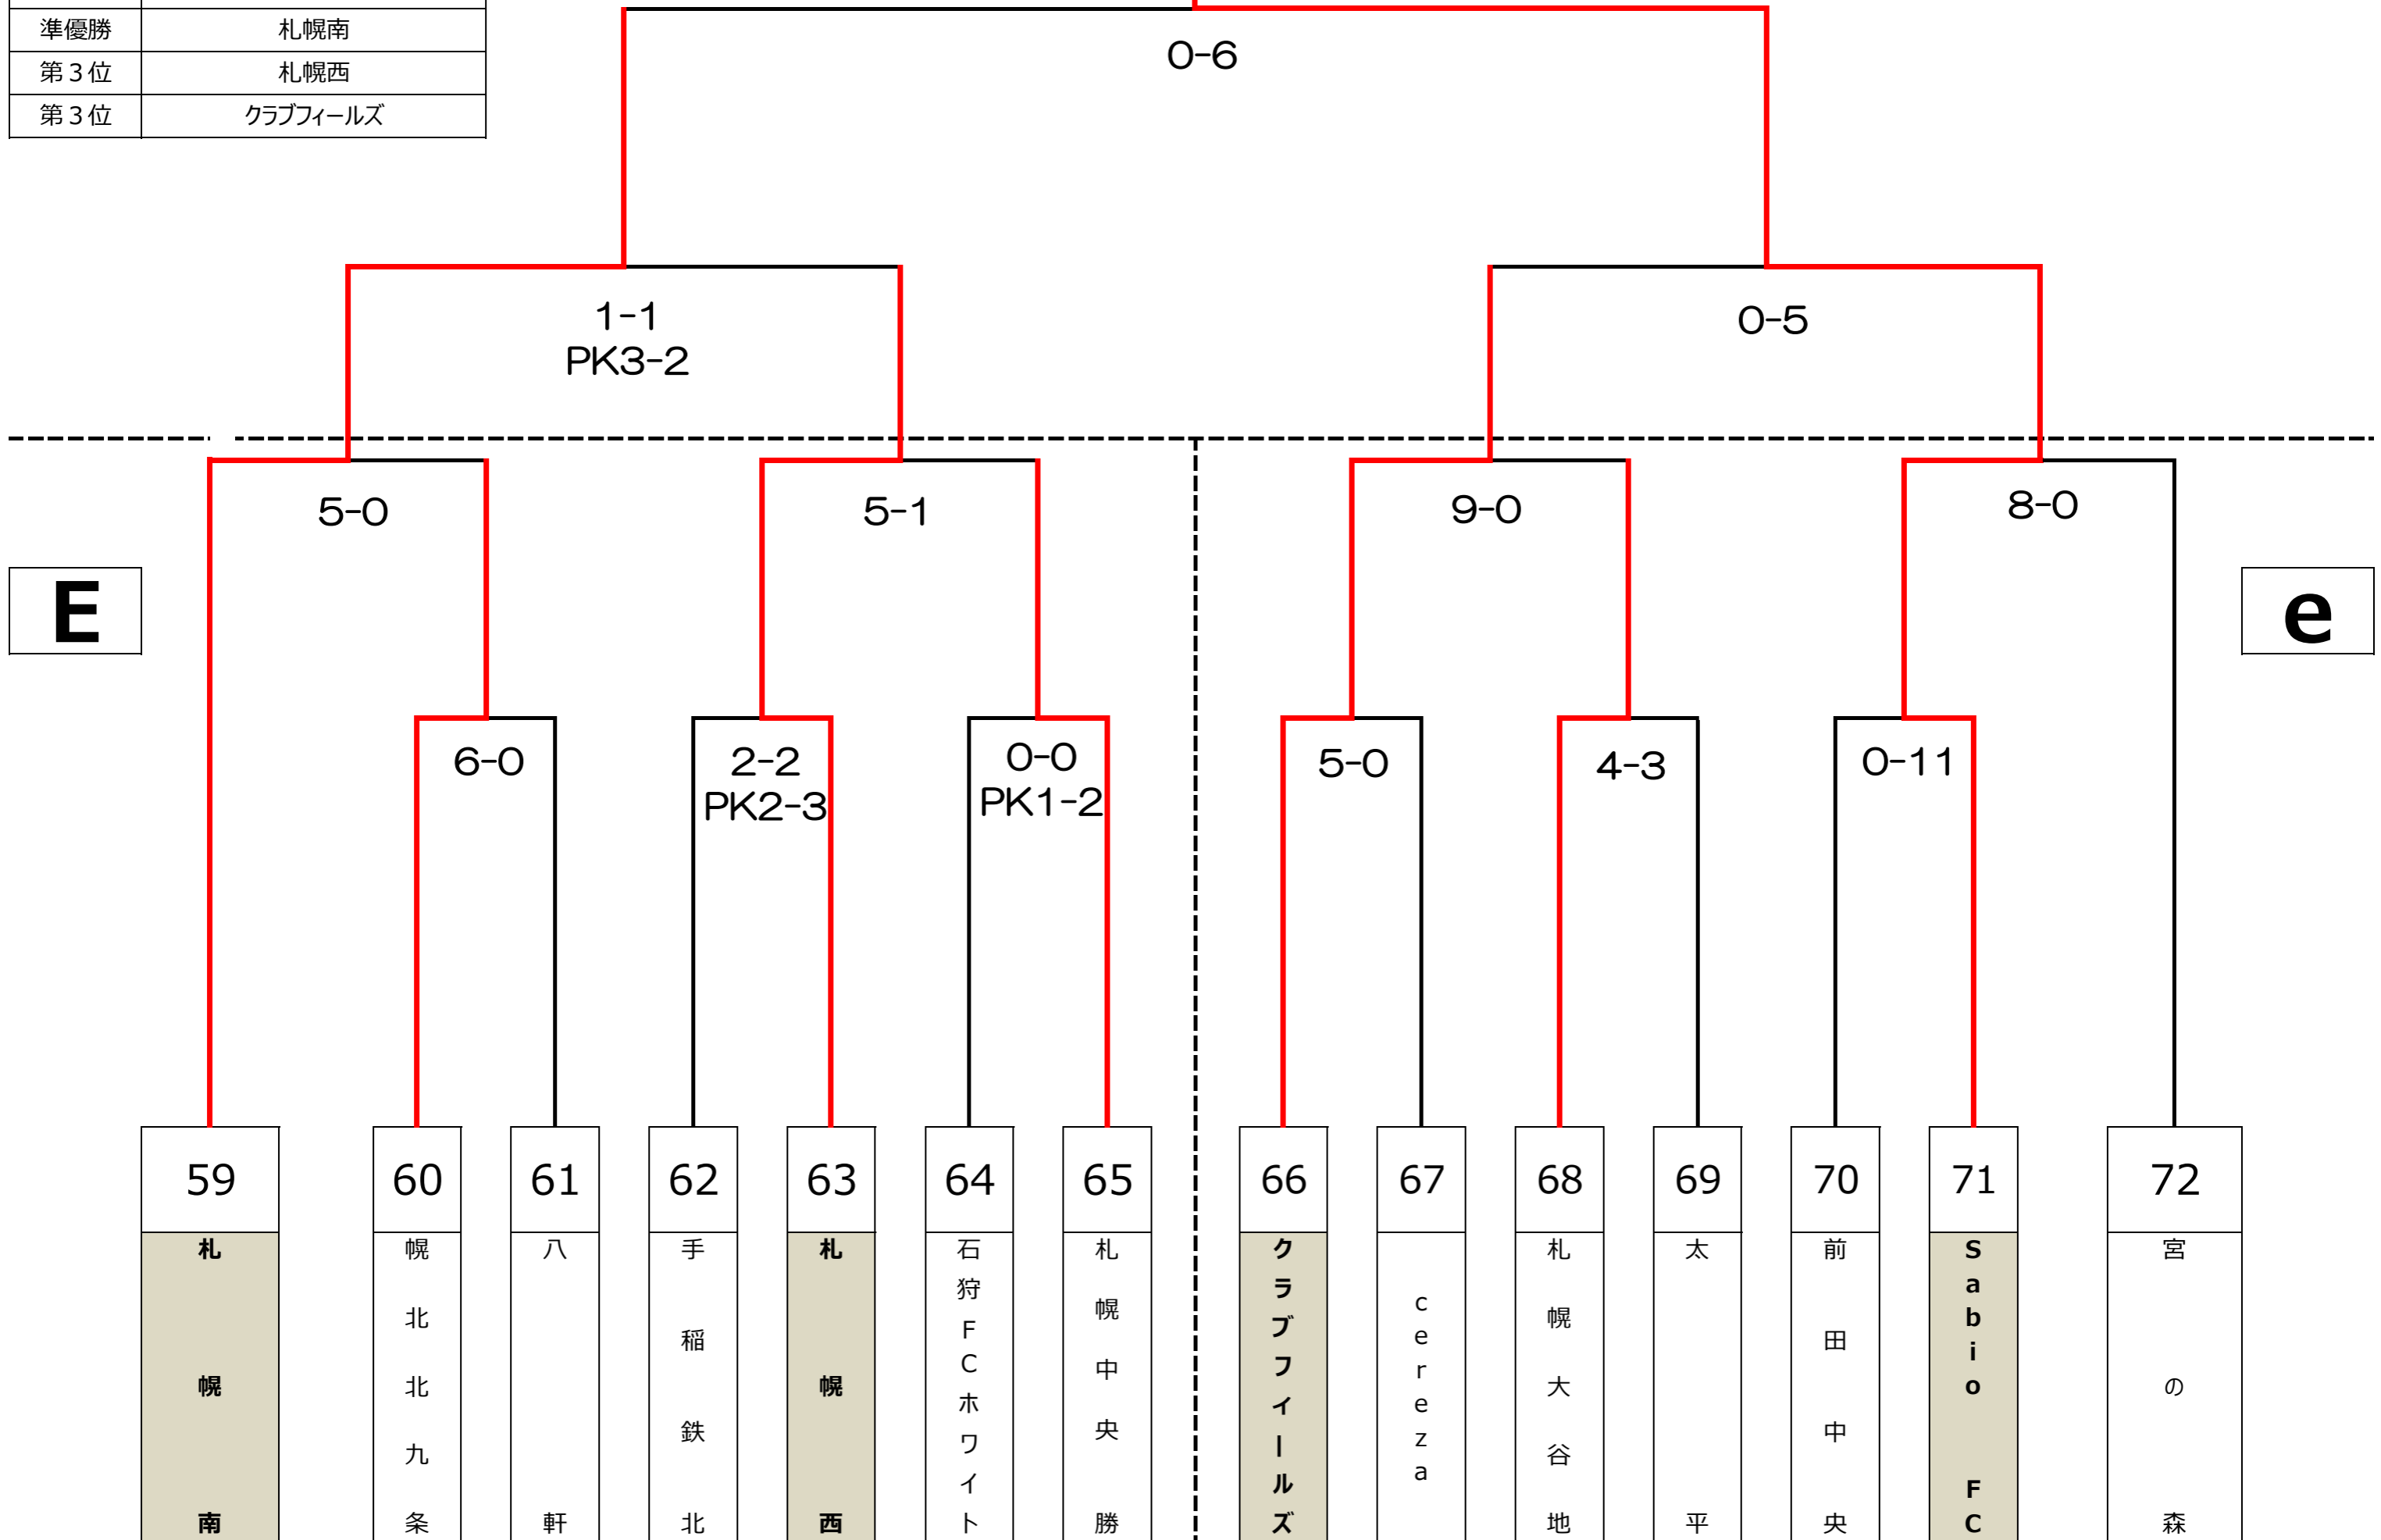 準優勝 札幌南
第３位 札幌西
第３位 クラブフィールズ
0-6
1-1
PK3-2
0-5
5-0
5-1
9-0
8-0
E
e
6-0
2-2
PK2-3
0-0
PK1-2
5-0
4-3
0-11
59 60 61 62 63 64 65 66 67 68 69 70 71 72
札幌南
幌北北九条
八軒
手稲鉄北
札幌西
石狩FCホワイト
札幌中央勝
クラブフィールズ
cereza
札幌大谷地
太平
前田中央
Sabio FC
宮の森